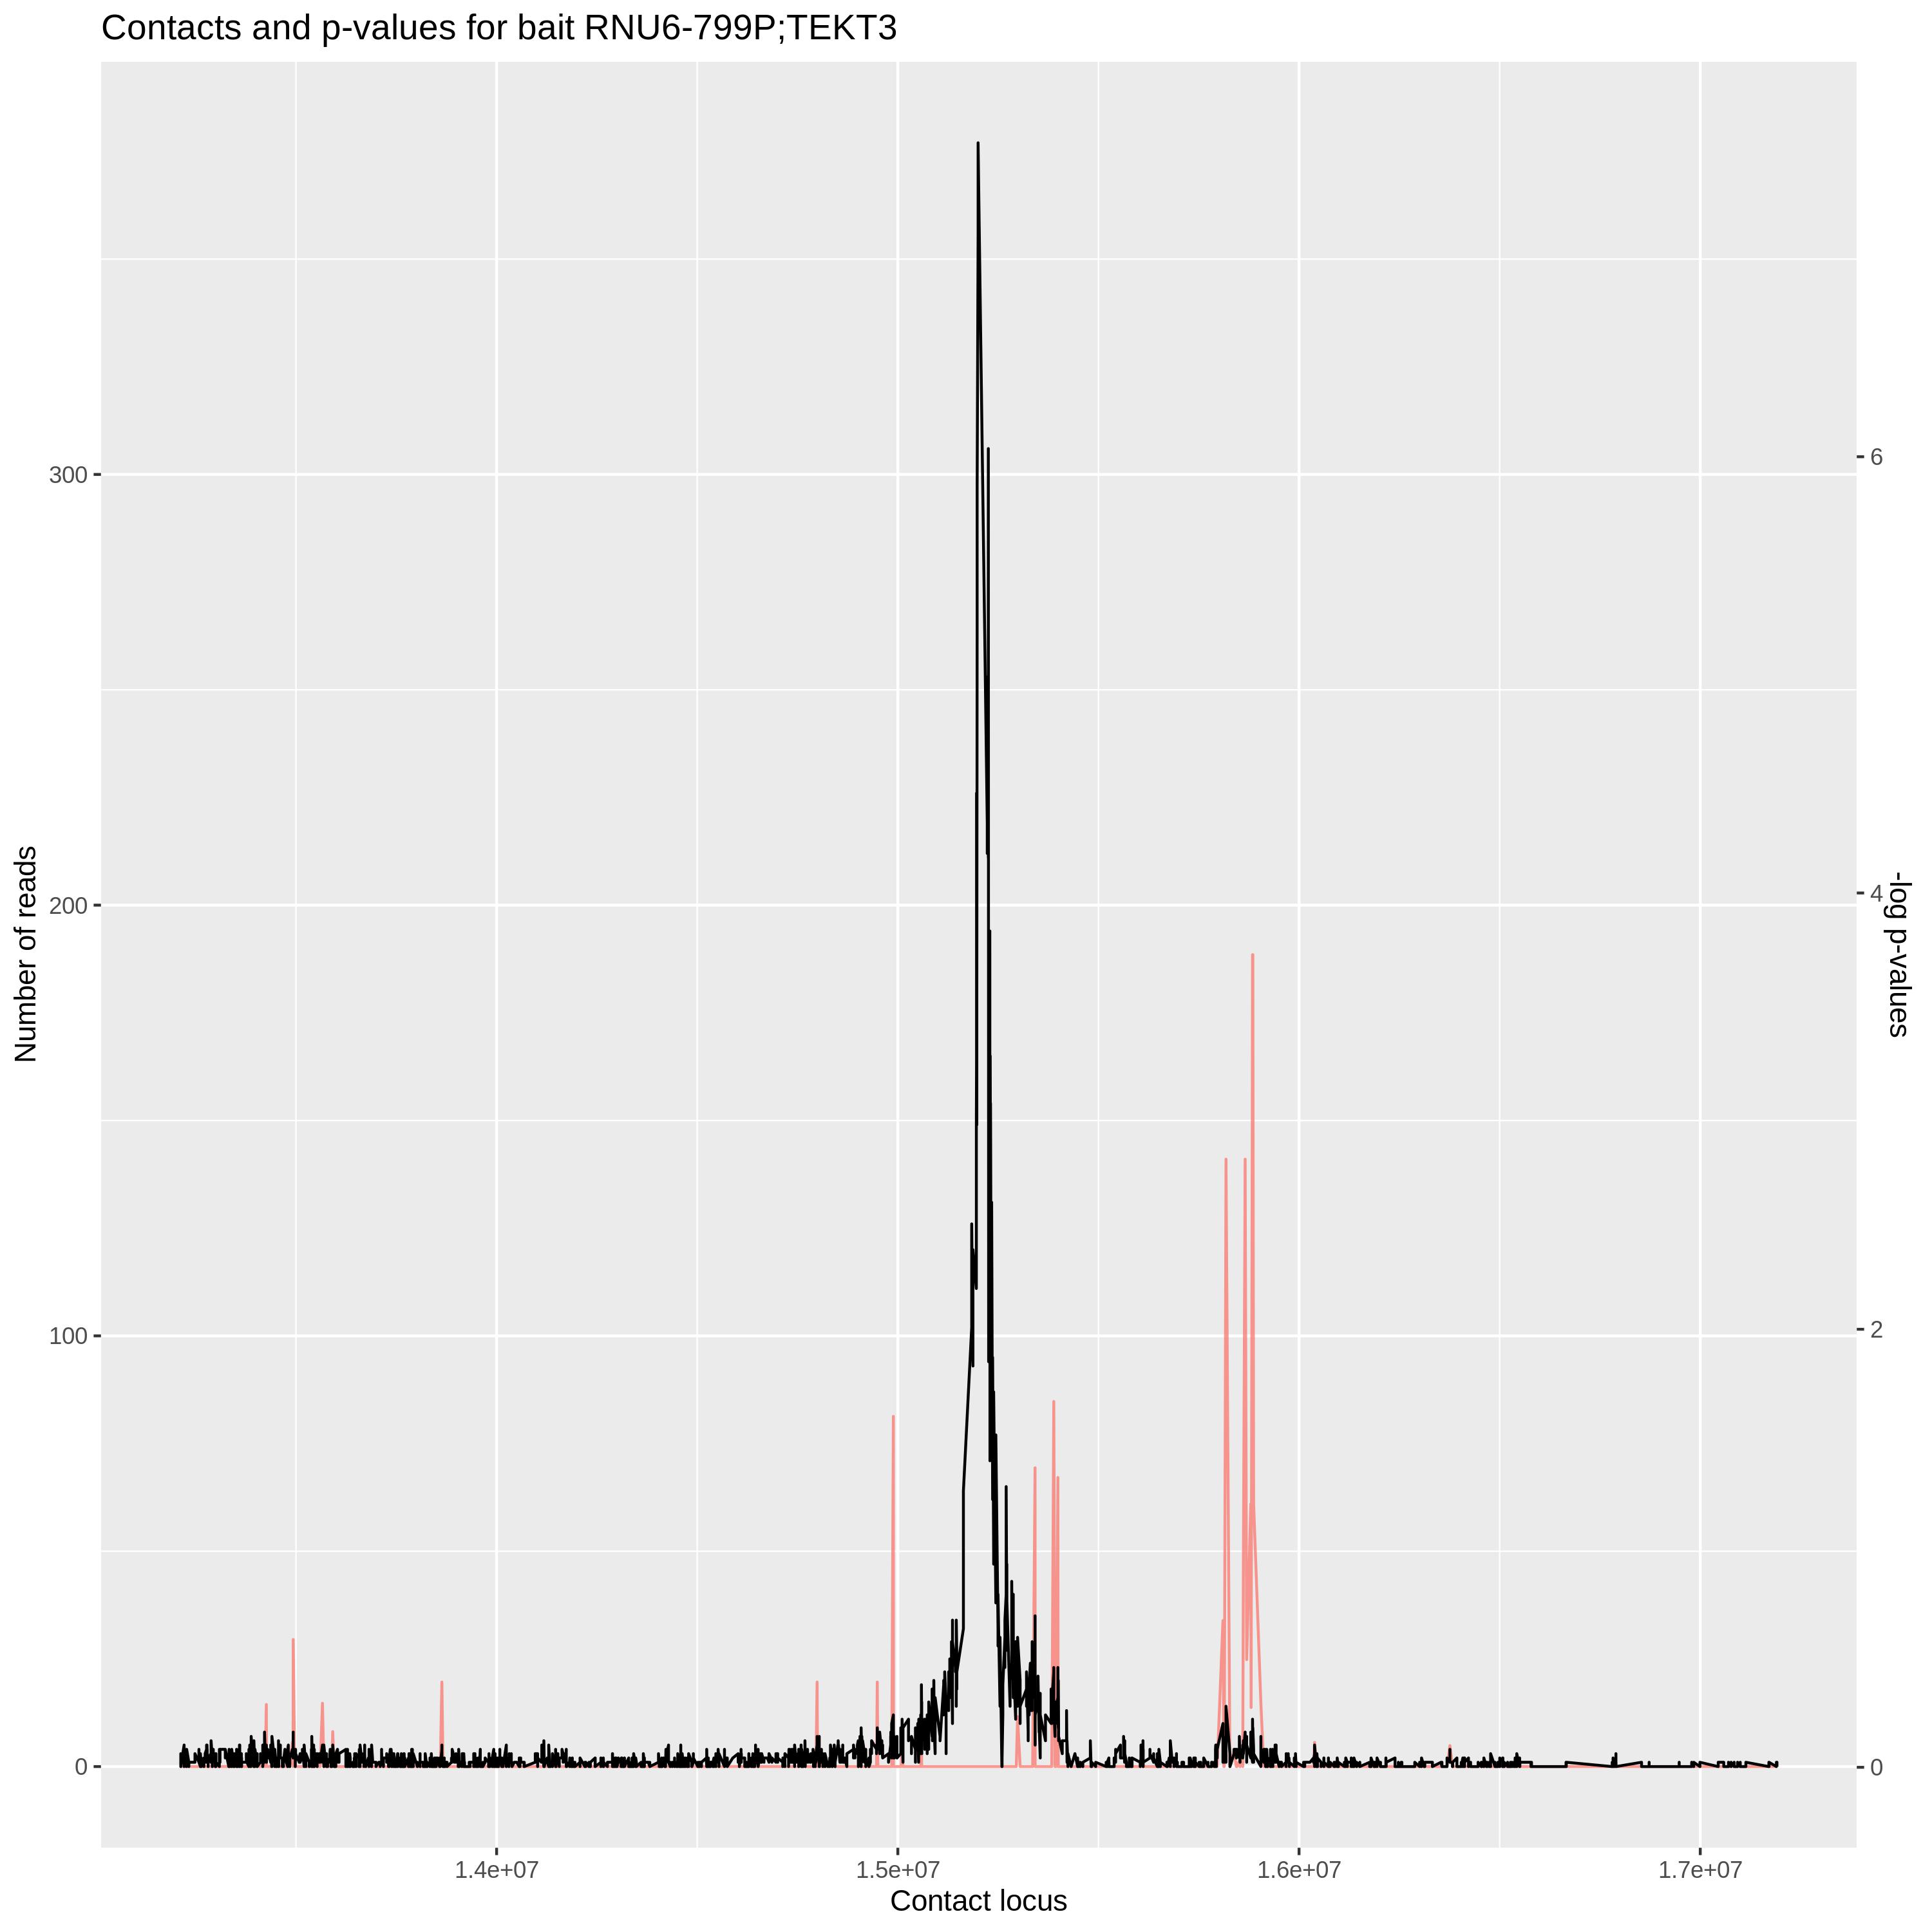 Contacts and p-values for bait RNU6-799P;TEKT3
Number of reads
300
200
100
0
6
4
2
0
-log p-values
1.4e+07
1.5e+07
1.6e+07
1.7e+07
Contact locus